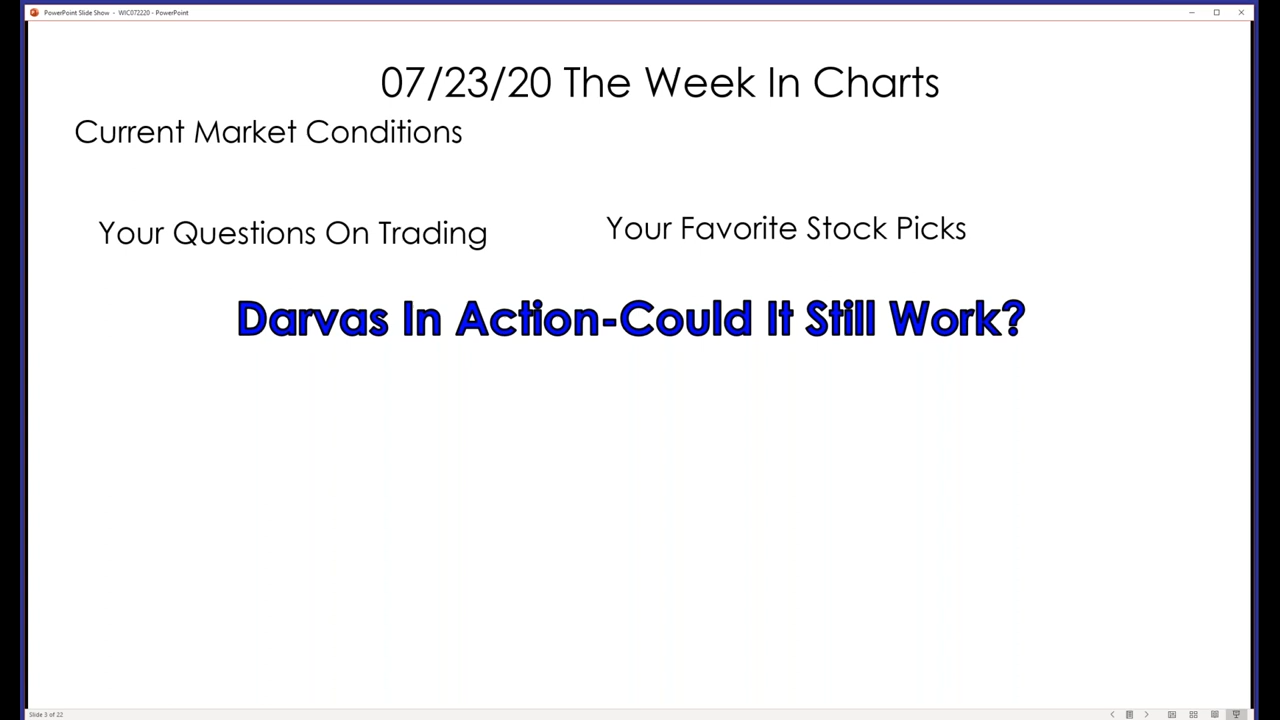 PowerPoint Slide Show - WIC072220 - PowerPoint
07/23/20 The Week In Charts
Current Market Conditions
Your Questions On Trading
Your Favorite Stock Picks
Darvas In Action-Could It Still Work?
Slide 3 of 22